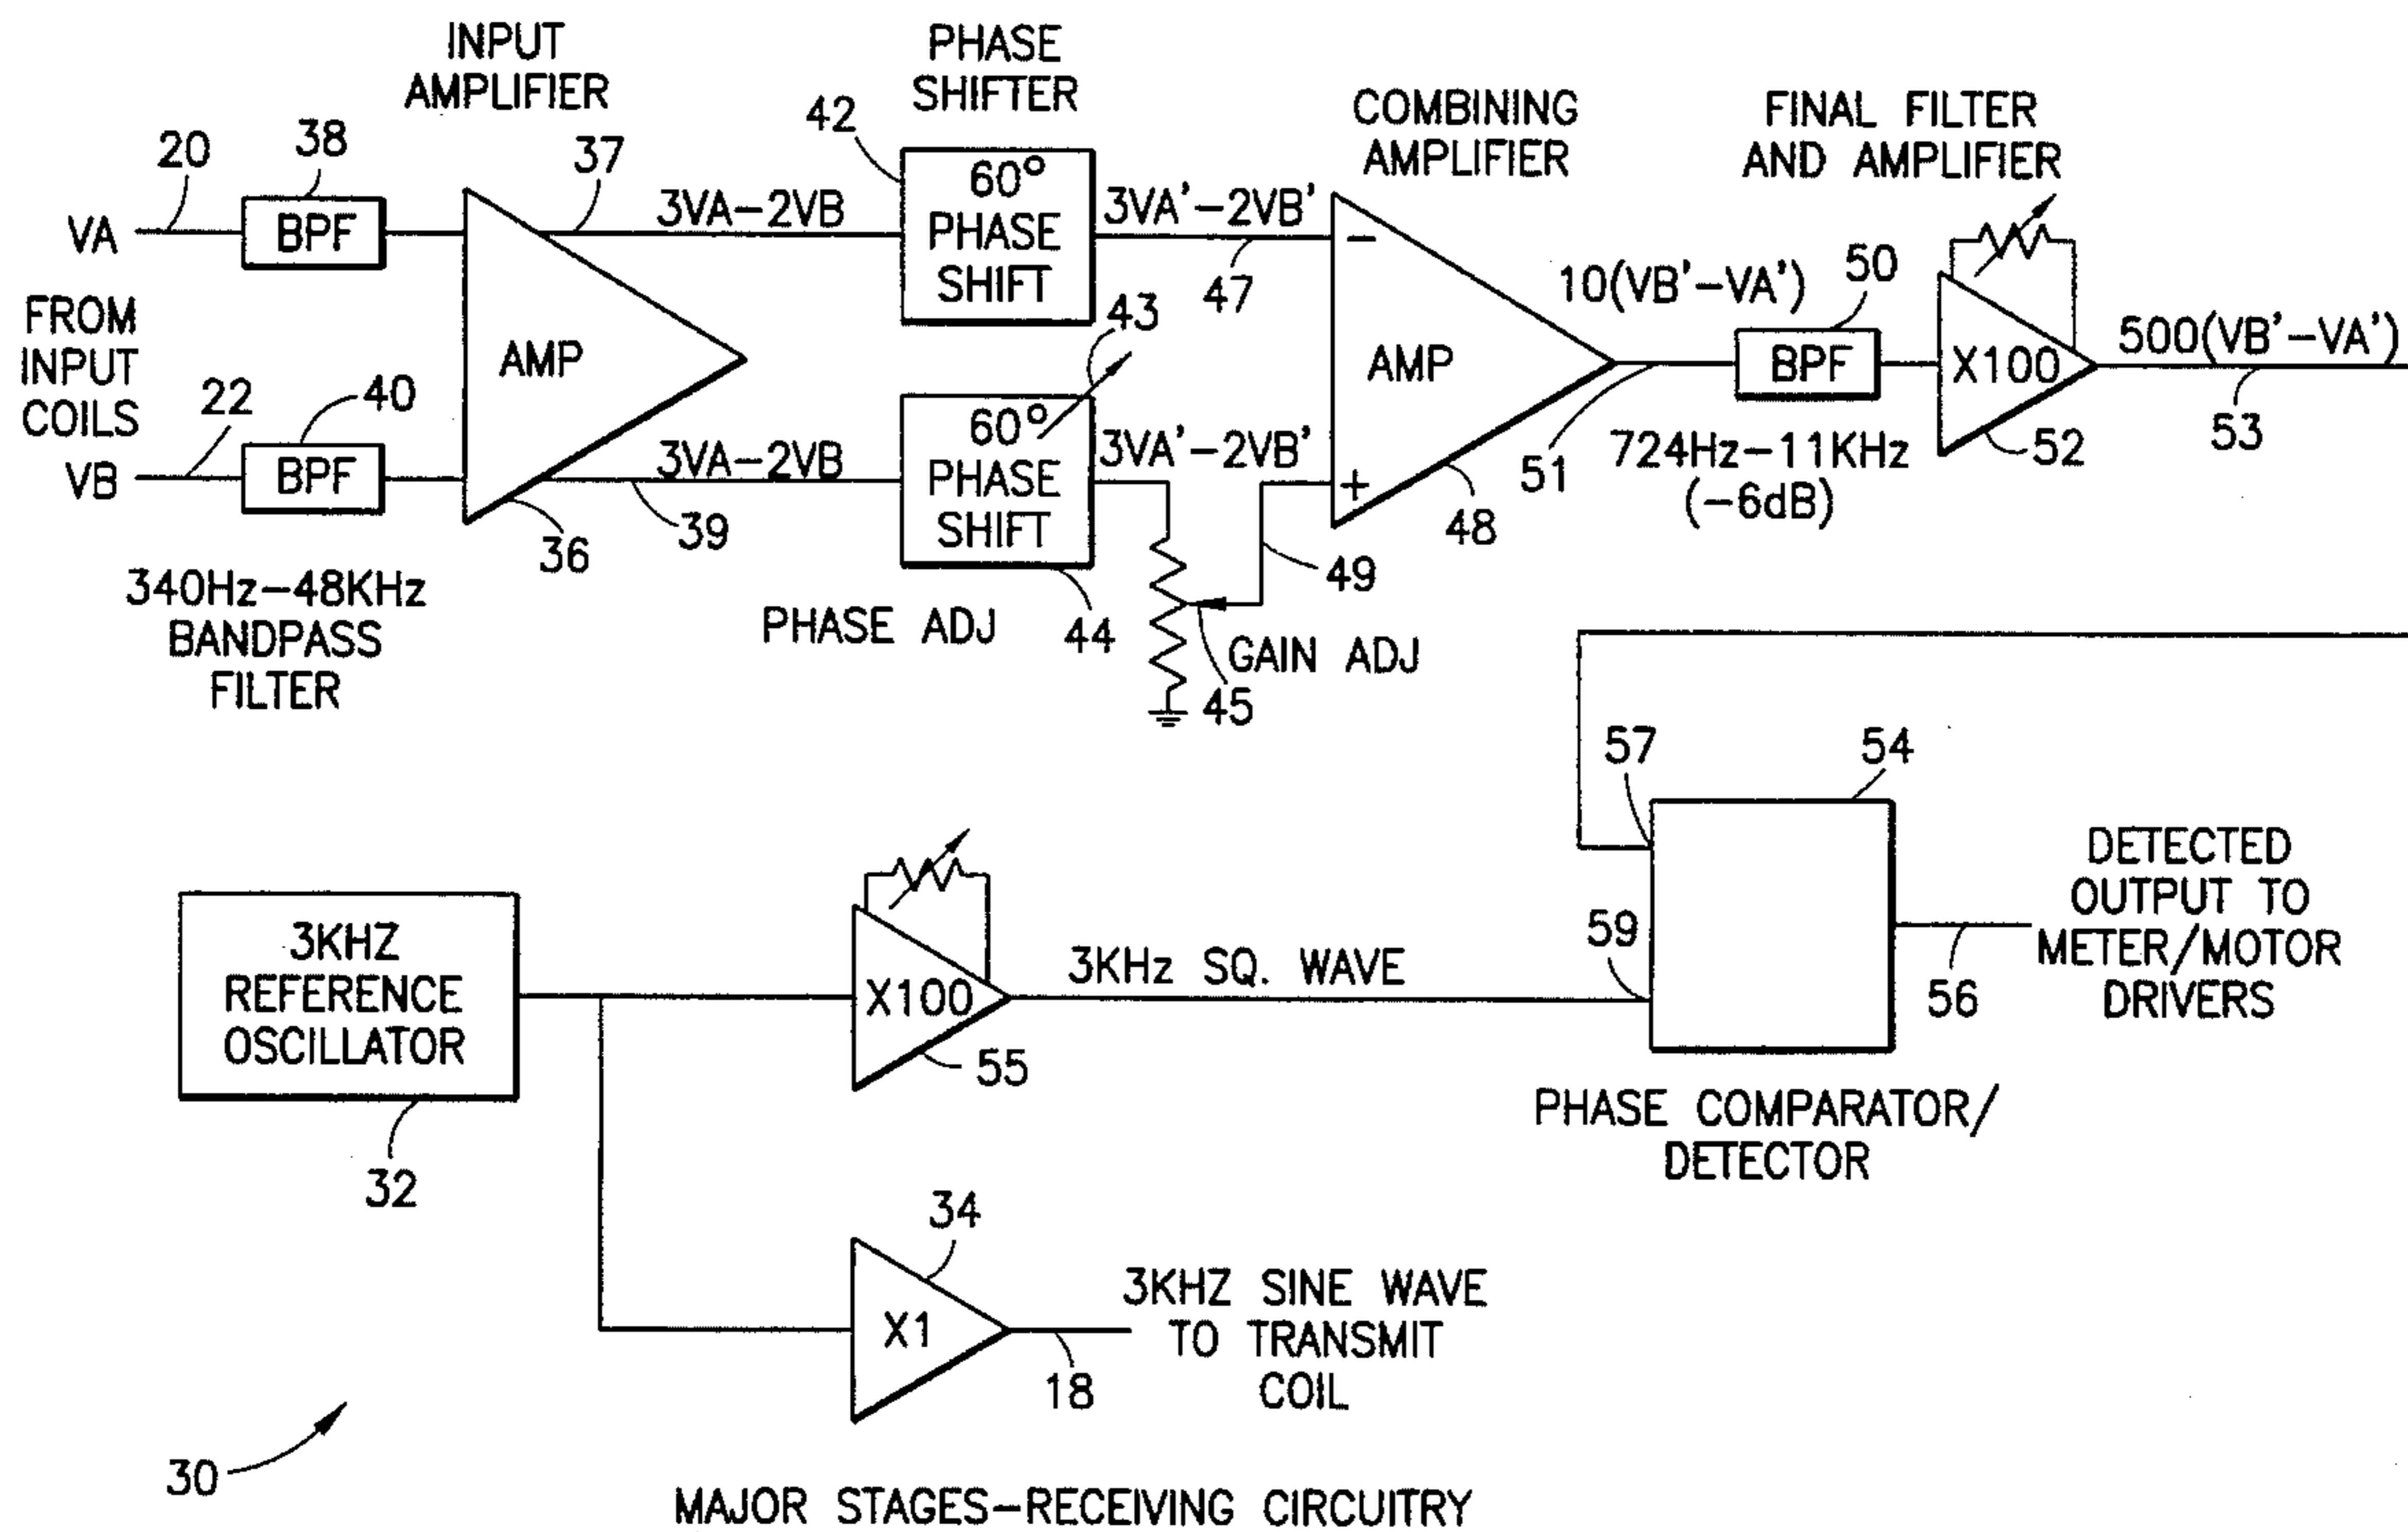 INPUT
AMPLIFIER
PHASE
SHIFTER
COMBINING
AMPLIFIER
FINAL FILTER
AND AMPLIFIER
20
38
37
42
VA
BPF
3VA-2VB
60°
PHASE
SHIFT
3VA'-2VB'
47
-
AMP
FROM
INPUT
COILS
22
40
VB
BPF
340Hz-48KHz
BANDPASS
FILTER
36
3VA-2VB
39
43
60°
PHASE
SHIFT
PHASE ADJ
44
3VA'-2VB'
GAIN ADJ
45
49
+
AMP
48
10(VB'-VA')
51
50
BPF
724Hz-11KHz
(-6dB)
X100
52
500(VB'-VA')
53
3KHZ
REFERENCE
OSCILLATOR
32
X100
55
3KHz SQ. WAVE
57
59
54
56
DETECTED
OUTPUT TO
METER/MOTOR
DRIVERS
PHASE COMPARATOR/
DETECTOR
34
X1
18
3KHZ SINE WAVE
TO TRANSMIT
COIL
30
MAJOR STAGES-RECEIVING CIRCUITRY